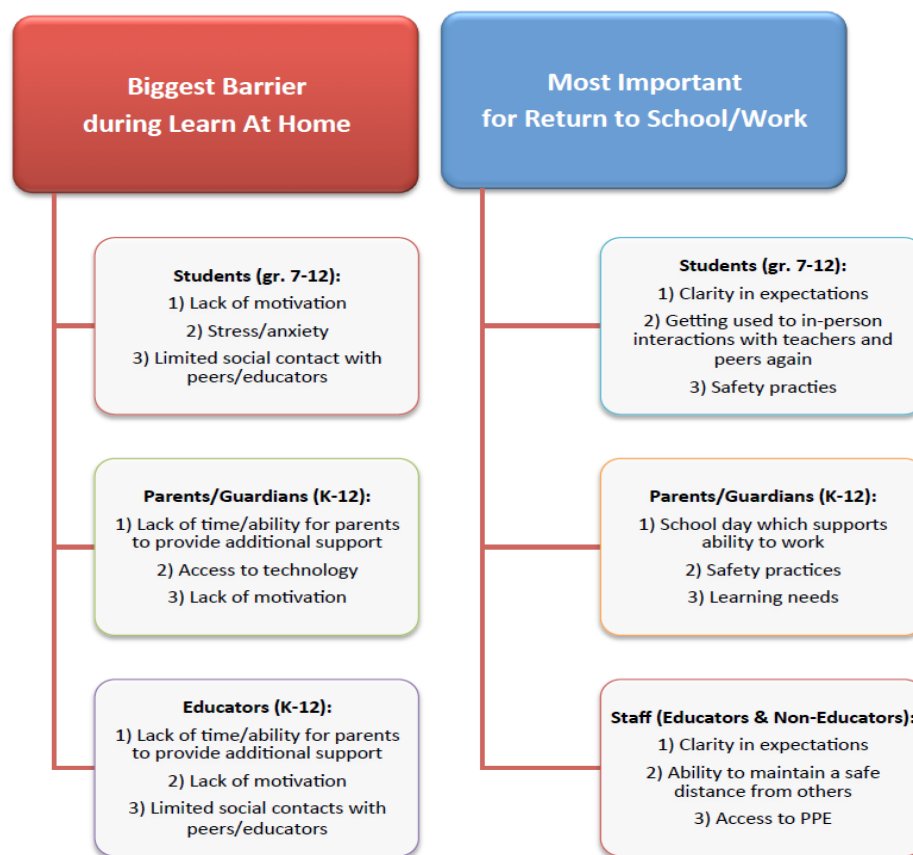 Biggest Barrier
during Learn At Home
Students (gr. 7-12):
1) Lack of motivation
2) Stress/anxiety
3) Limited social contact with
peers/educators
Parents/Guardians (K-12):
1) Lack of time/ability for parents
to provide additional support
2) Access to technology
3) Lack of motivation
Educators (K-12):
1) Lack of time/ability for parents
to provide additional support
2) Lack of motivation
3) Limited social contacts with
peers/educators
Most Important
for Return to School/Work
Students (gr. 7-12):
1) Clarity in expectations
2) Getting used to in-person
interactions with teachers and
peers again
3) Safety practies
Parents/Guardians (K-12):
1) School day which supports
ability to work
2) Safety practices
3) Learning needs
Staff (Educators & Non-Educators):
1) Clarity in expectations
2) Ability to maintain a safe
distance from others
3) Access to PPE